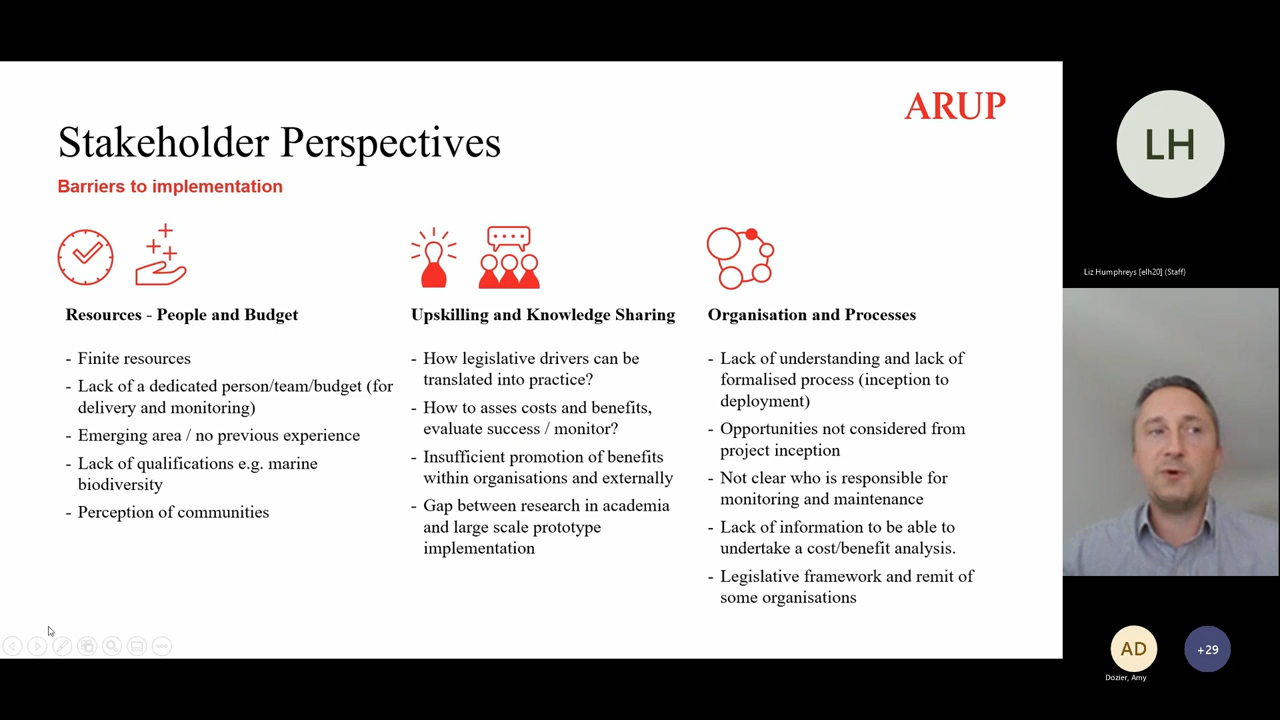 ARUP
Stakeholder Perspectives
Barriers to implementation
Resources - People and Budget
- Finite resources
- Lack of a dedicated person/team/budget (for
delivery and monitoring)
- Emerging area / no previous experience
- Lack of qualifications e.g. marine
biodiversity
- Perception of communities
Upskilling and Knowledge Sharing
- How legislative drivers can be
translated into practice?
- How to asses costs and benefits,
evaluate success / monitor?
- Insufficient promotion of benefits
within organisations and externally
- Gap between research in academia
and large scale prototype
implementation
Organisation and Processes
- Lack of understanding and lack of
formalised process (inception to
deployment)
- Opportunities not considered from
project inception
- Not clear who is responsible for
monitoring and maintenance
- Lack of information to be able to
undertake a cost/benefit analysis.
- Legislative framework and remit of
some organisations
LH
Liz Humphreys [elh20] (Staff)
AD
+29
Dozier, Amy